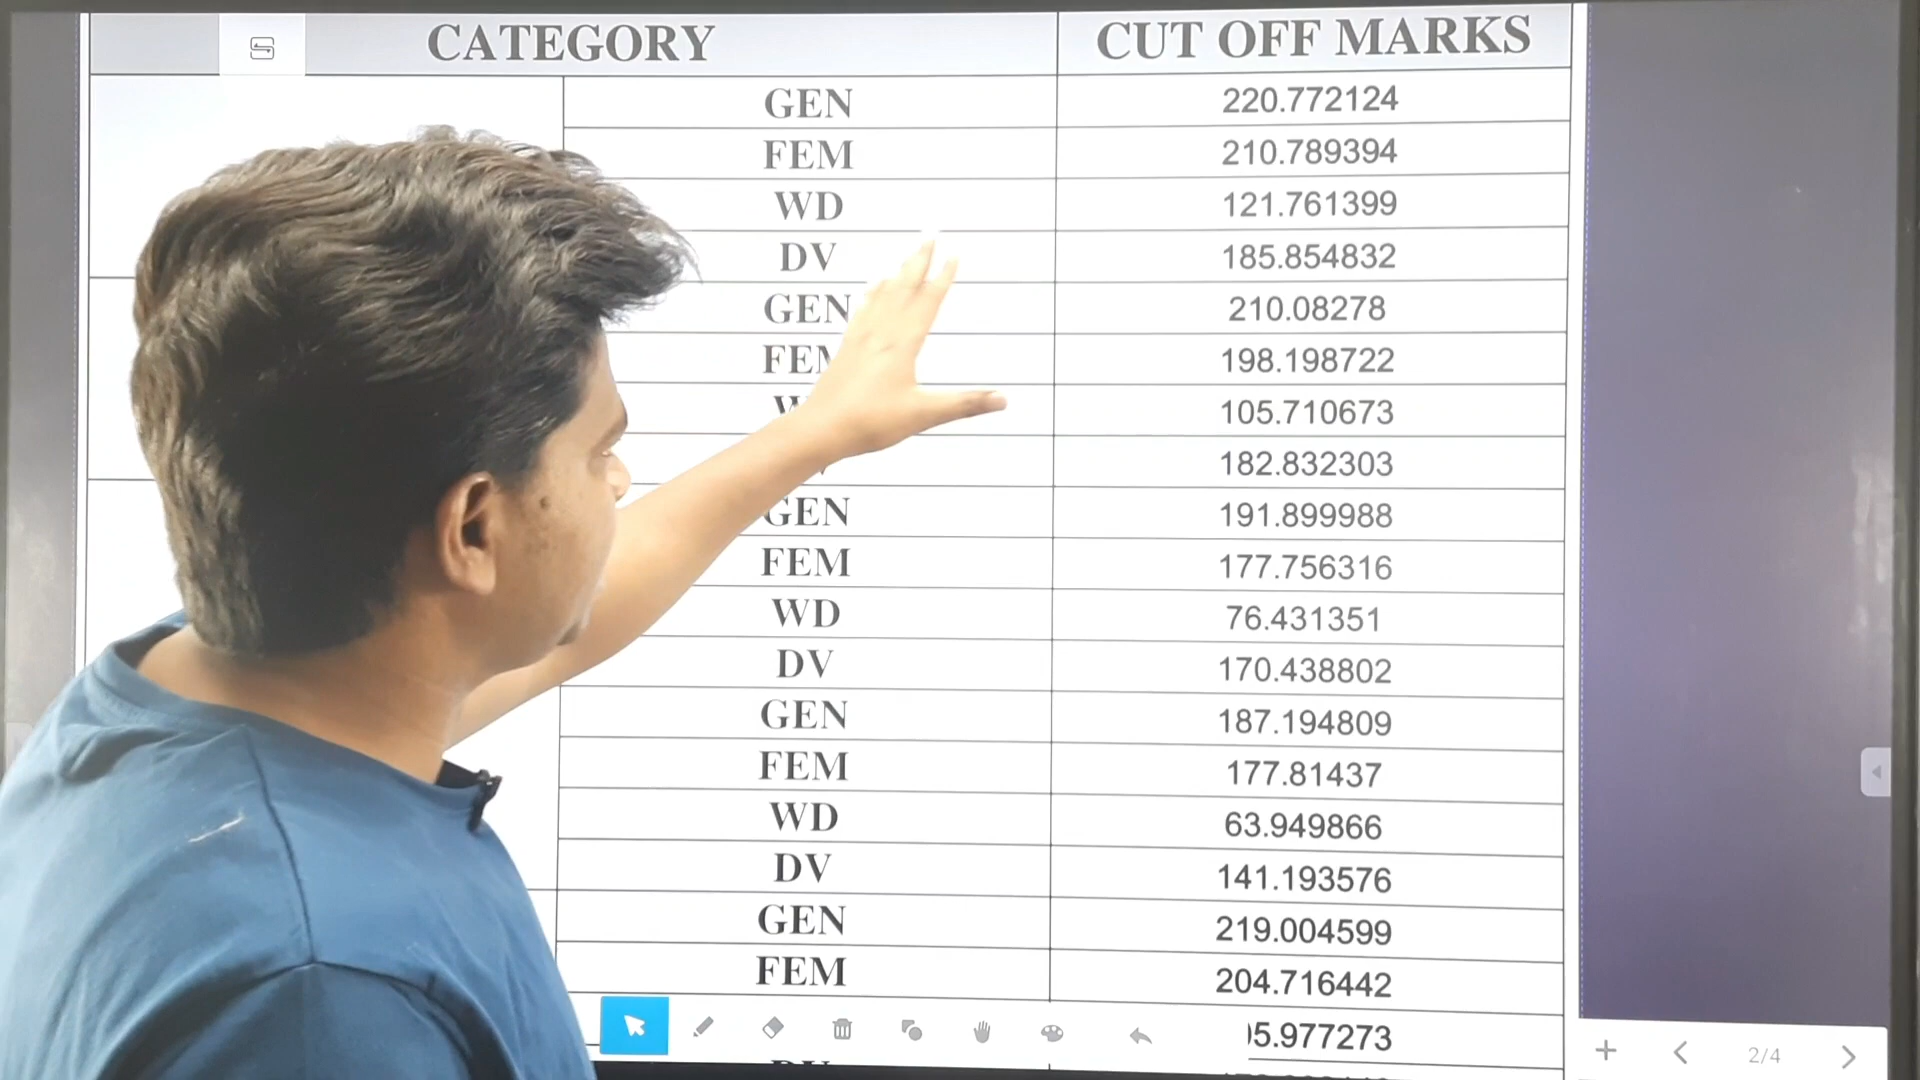 CATEGORY CUT OFF MARKS
GEN 220.772124
FEM 210.789394
WD 121.761399
DV 185.854832
GEN 210.08278
FEM 198.198722
105.710673
182.832303
GEN 191.899988
FEM 177.756316
WD 76.431351
DV 170.438802
GEN 187.194809
FEM 177.81437
WD 63.949866
DV 141.193576
GEN 219.004599
FEM 204.716442
5.977273
2/4